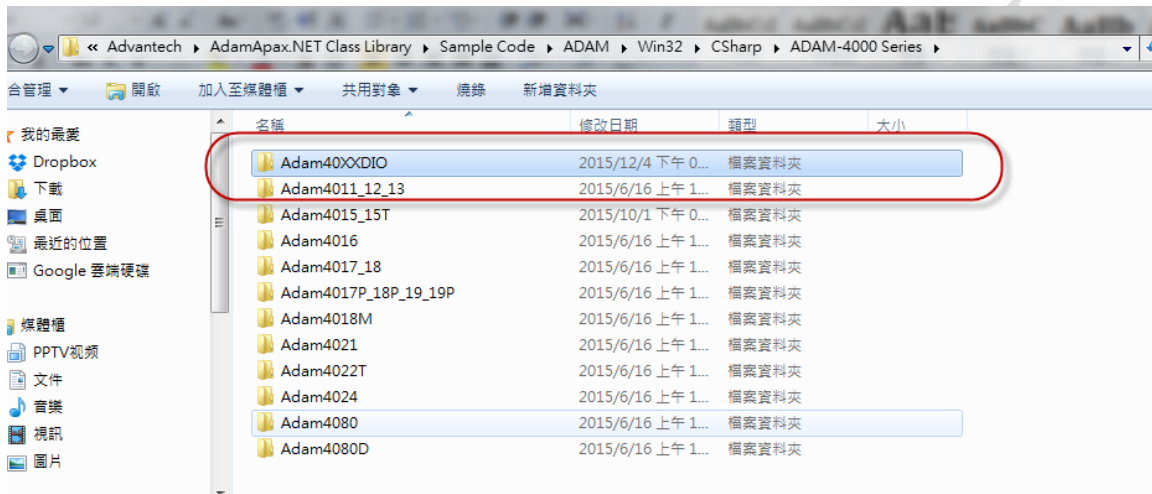 « Advantech ▸ AdamApax.NET Class Library ▸ Sample Code ▸ ADAM ▸ Win32 ▸ CSharp ▸ ADAM-4000 Series ▸
合管理 ▼ 開啟 加入至媒體櫃 ▼ 共用對象 ▼ 燒錄 新增資料夾
我的最愛
Dropbox
下載
桌面
最近的位置
Google 雲端硬碟
媒體櫃
PPTV视频
文件
音樂
視訊
圖片
名稱 修改日期 類型 大小
Adam40XXDIO 2015/12/4 下午 0... 檔案資料夾
Adam4011_12_13 2015/6/16 上午 1... 檔案資料夾
Adam4015_15T 2015/10/1 下午 0... 檔案資料夾
Adam4016 2015/6/16 上午 1... 檔案資料夾
Adam4017_18 2015/6/16 上午 1... 檔案資料夾
Adam4017P_18P_19_19P 2015/6/16 上午 1... 檔案資料夾
Adam4018M 2015/6/16 上午 1... 檔案資料夾
Adam4021 2015/6/16 上午 1... 檔案資料夾
Adam4022T 2015/6/16 上午 1... 檔案資料夾
Adam4024 2015/6/16 上午 1... 檔案資料夾
Adam4080 2015/6/16 上午 1... 檔案資料夾
Adam4080D 2015/6/16 上午 1... 檔案資料夾